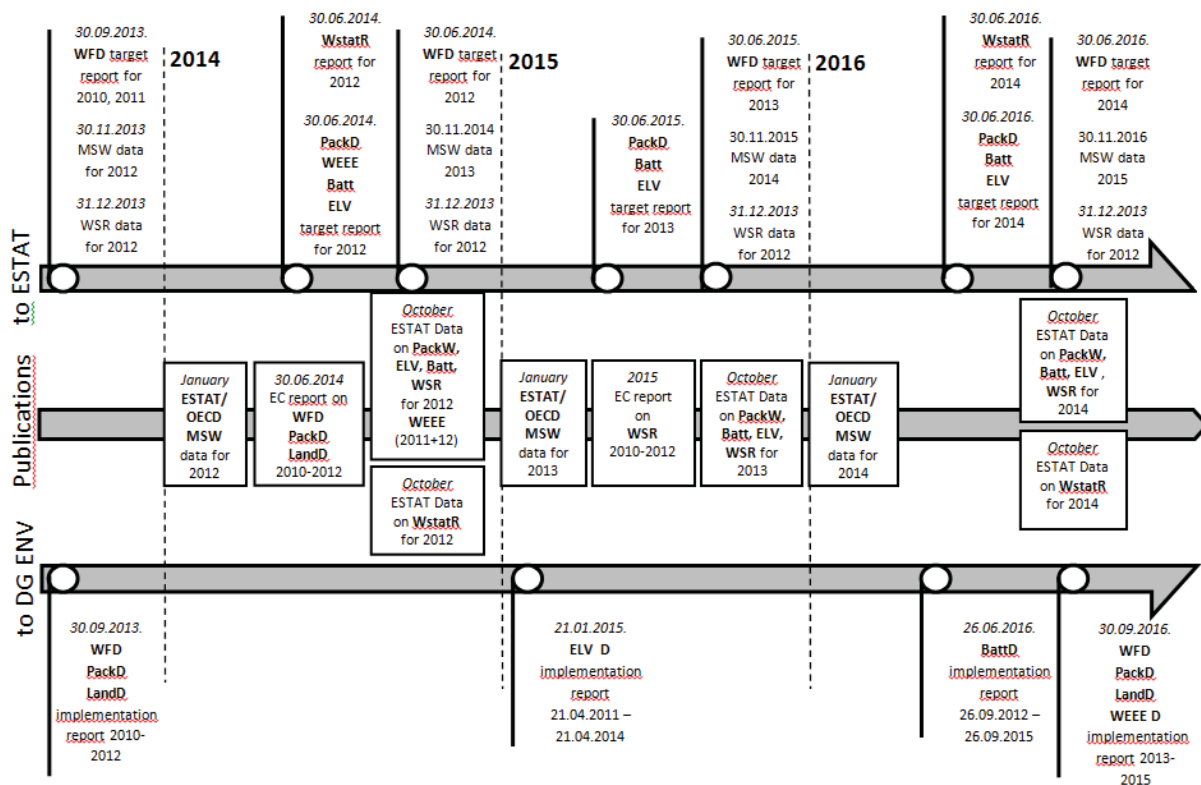 to ESTAT
30.09.2013.
WFD target
report for
2010, 2011
30.11.2013
MSW data
for 2012
31.12.2013
WSR data
for 2012
2014
30.06.2014.
WstatR
report for
2012
30.06.2014.
PackD
WEEE
Batt
ELV
target report
for 2012
30.06.2014.
WFD target
report for
2012
30.11.2014
MSW data
2013
31.12.2013
WSR data
for 2012
2015
30.06.2015.
PackD
Batt
ELV
target report
for 2013
30.06.2015.
WFD target
report for
2013
30.11.2015
MSW data
2014
31.12.2013
WSR data
for 2012
2016
30.06.2016.
WstatR
report for
2014
30.06.2016.
PackD
Batt
ELV
target report
for 2014
30.06.2016.
WFD target
report for
2014
30.11.2016
MSW data
2015
31.12.2013
WSR data
for 2012
Publications
January
ESTAT/
OECD
MSW
data for
2012
30.06.2014
EC report on
WFD
PackD
LandD
2010-2012
October
ESTAT Data
on PackW,
ELV, Batt,
WSR
for 2012
WEEE
(2011+12)
October
ESTAT Data
on WstatR
for 2012
January
ESTAT/
OECD
MSW
data for
2013
2015
EC report
on
WSR
2010-2012
October
ESTAT Data
on PackW,
Batt, ELV,
WSR for
2013
January
ESTAT/
OECD
MSW
data for
2014
October
ESTAT Data
on PackW,
Batt, ELV ,
WSR for
2014
October
ESTAT Data
on WstatR
for 2014
to DG ENV
30.09.2013.
WFD
PackD
LandD
implementation
report 2010-
2012
21.01.2015.
ELV D
implementation
report
21.04.2011 –
21.04.2014
26.06.2016.
BattD
implementation
report
26.09.2012 –
26.09.2015
30.09.2016.
WFD
PackD
LandD
WEEE D
implementation
report 2013-
2015